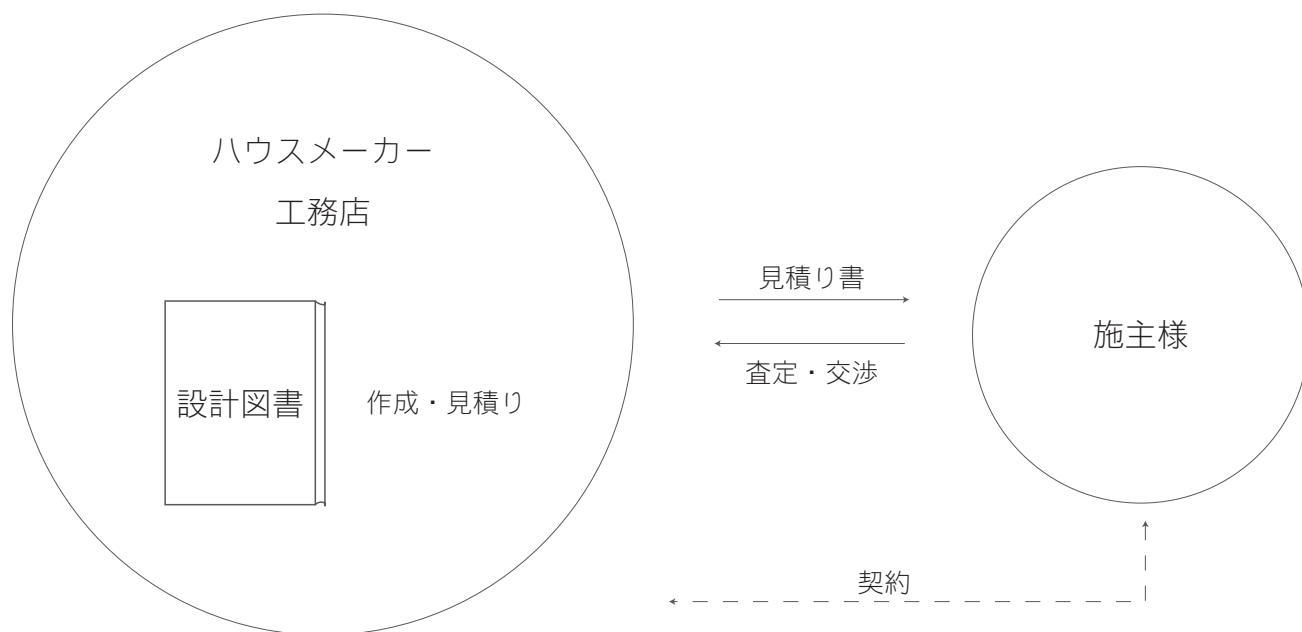 ハウスメーカー
工務店
設計図書
作成・見積り
見積り書
査定・交渉
施主様
契約